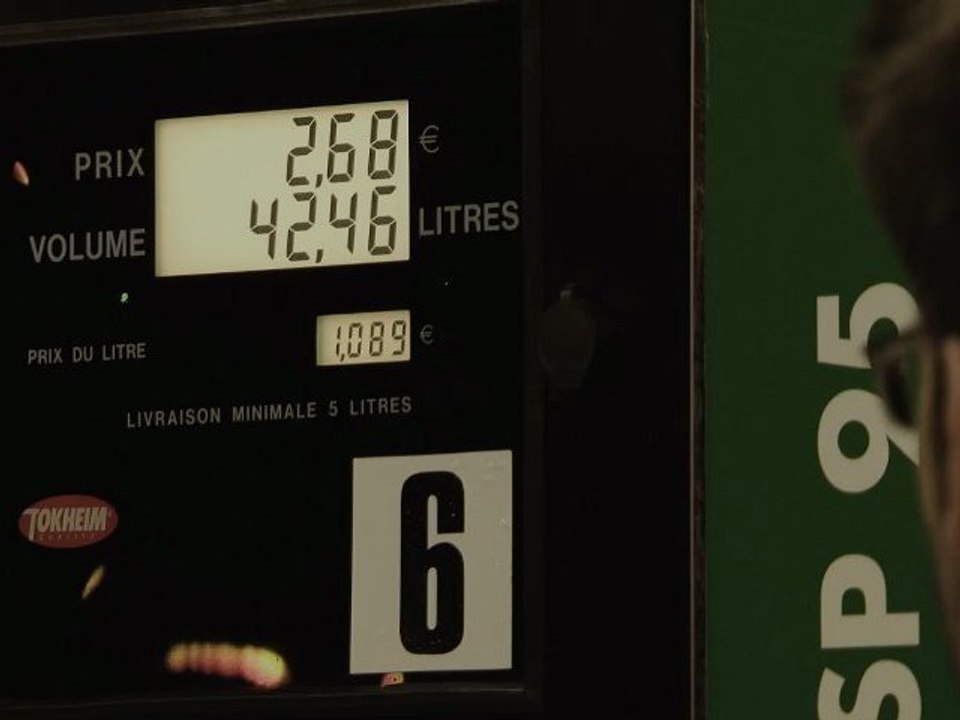 PRIX 2,68 €
VOLUME 42,46 LITRES
PRIX DU LITRE 1,089 €
LIVRAISON MINIMALE 5 LITRES
TOKHEIM
QUALITY
6
SP 95